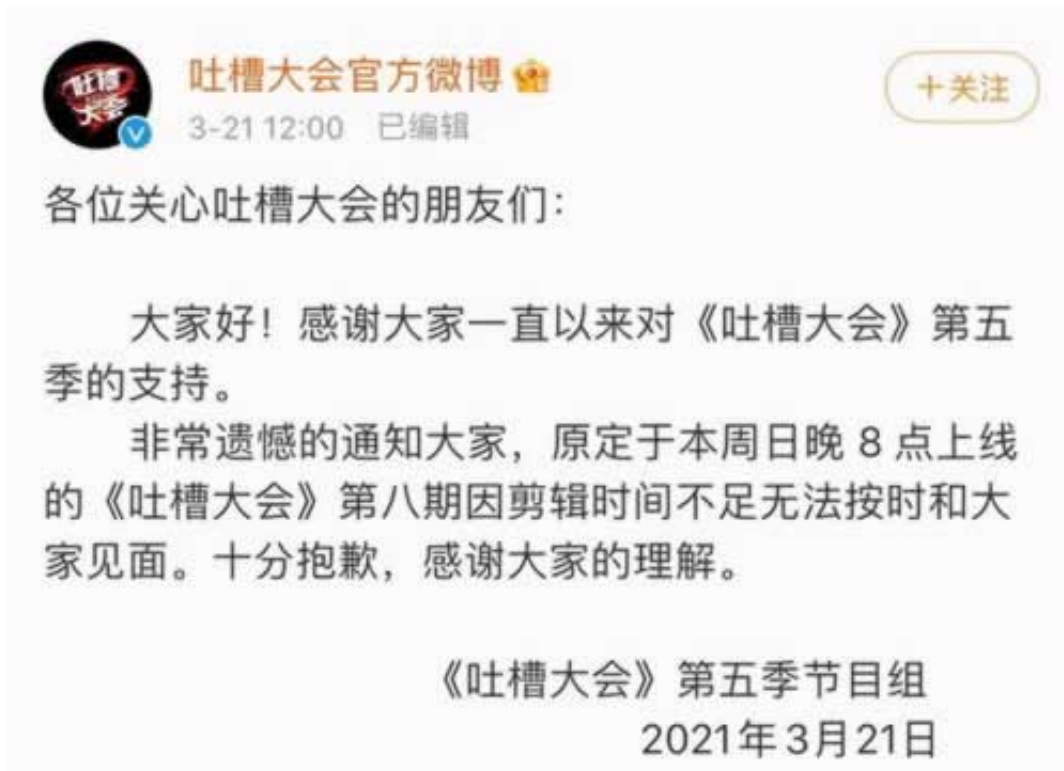 吐槽大会
吐槽大会官方微博
+关注
3-21 12:00 已编辑
各位关心吐槽大会的朋友们：
大家好！感谢大家一直以来对《吐槽大会》第五
季的支持。
非常遗憾的通知大家，原定于本周日晚 8 点上线
的《吐槽大会》第八期因剪辑时间不足无法按时和大
家见面。十分抱歉，感谢大家的理解。
《吐槽大会》第五季节目组
2021年3月21日